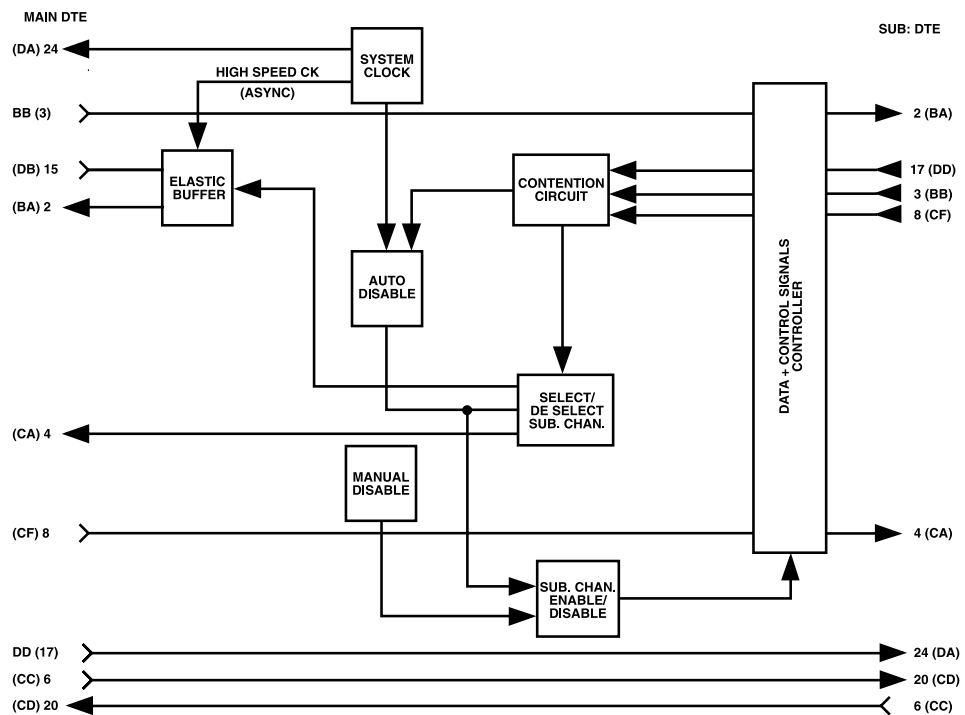 MAIN DTE
SUB: DTE
(DA) 24
SYSTEM
CLOCK
HIGH SPEED CK
(ASYNC)
BB (3)
2 (BA)
(DB) 15
ELASTIC
BUFFER
CONTENTION
CIRCUIT
17 (DD)
3 (BB)
(BA) 2
8 (CF)
AUTO
DISABLE
DATA + CONTROL SIGNALS
CONTROLLER
SELECT/
DE SELECT
SUB. CHAN.
(CA) 4
MANUAL
DISABLE
(CF) 8
4 (CA)
SUB. CHAN.
ENABLE/
DISABLE
DD (17)
24 (DA)
(CC) 6
20 (CD)
(CD) 20
6 (CC)